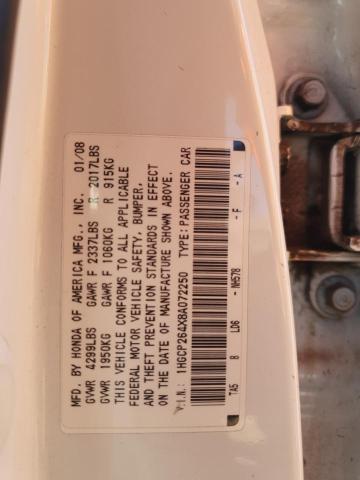 MFD. BY HONDA OF AMERICA MFG., INC. 01/08
GVWR 4299LBS GAWR F 2337LBS R 2017LBS
GVWR 1950KG GAWR F 1060KG R 915KG
THIS VEHICLE CONFORMS TO ALL APPLICABLE
FEDERAL MOTOR VEHICLE SAFETY, BUMPER,
AND THEFT PREVENTION STANDARDS IN EFFECT
ON THE DATE OF MANUFACTURE SHOWN ABOVE.
V.I.N.: 1HGCP264X8A072250 TYPE: PASSENGER CAR
TA5 8 L06 - NH578 - F - A